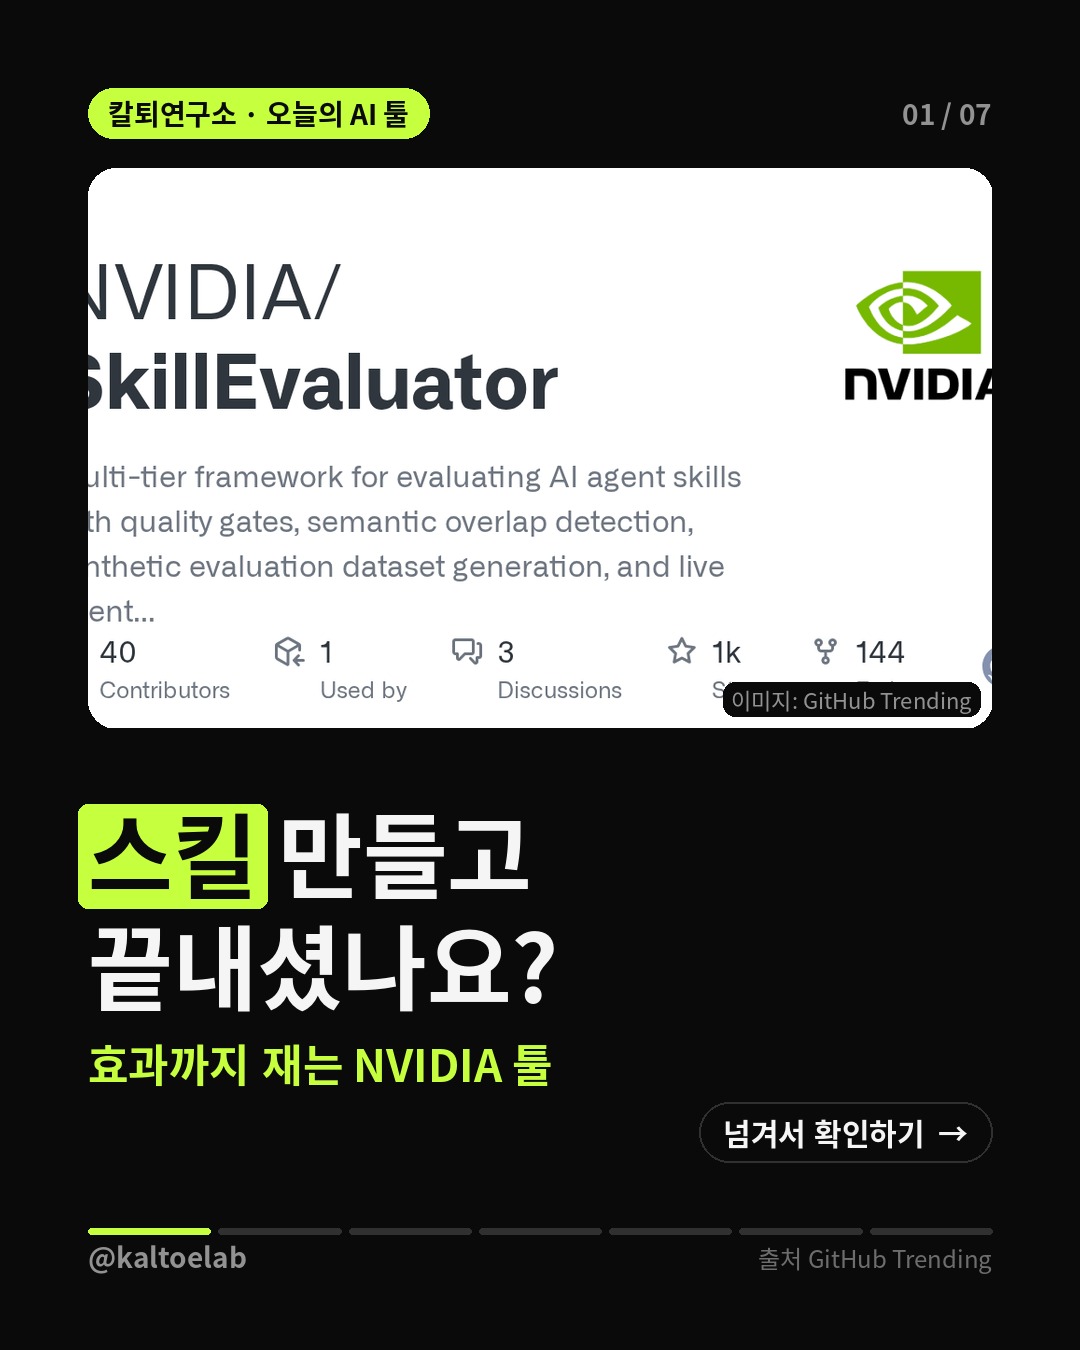 칼퇴연구소 · 오늘의 AI 툴
01 / 07
NVIDIA/
SkillEvaluator
NVIDIA
ulti-tier framework for evaluating AI agent skills
th quality gates, semantic overlap detection,
nthetic evaluation dataset generation, and live
ent...
40 1 3 1k 144
Contributors Used by Discussions
이미지: GitHub Trending
스킬 만들고
끝내셨나요?
효과까지 재는 NVIDIA 툴
넘겨서 확인하기 →
@kaltoelab
출처 GitHub Trending